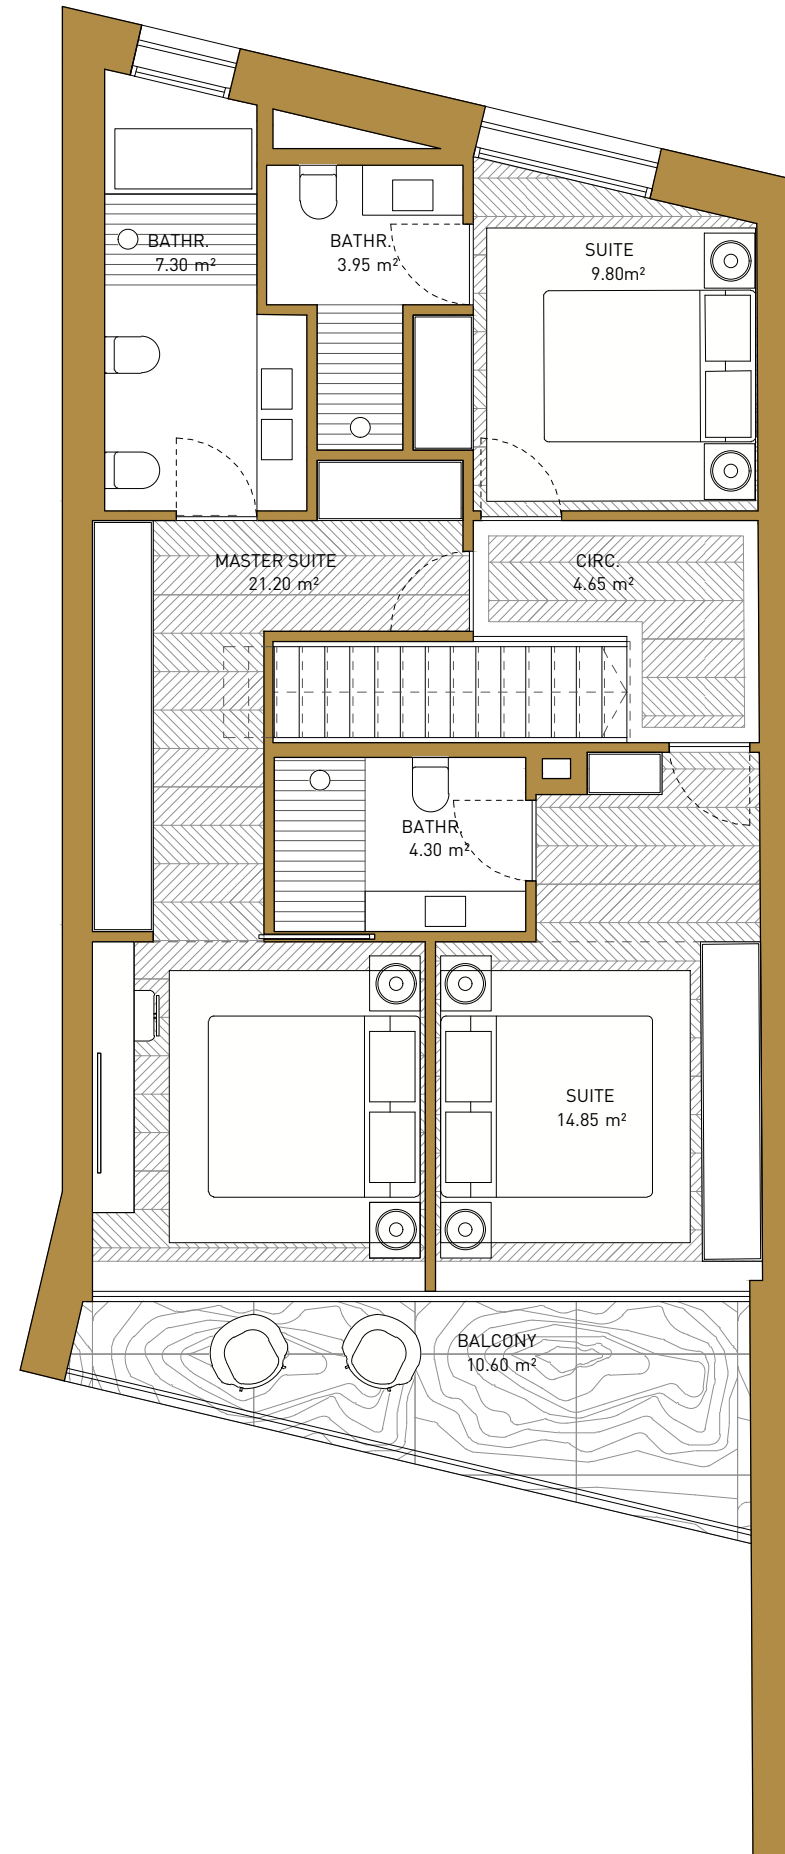 BATHR.
7.30 m²
BATHR.
3.95 m²
SUITE
9.80m²
MASTER SUITE
21.20 m²
CIRC.
4.65 m²
BATHR.
4.30 m²
SUITE
14.85 m²
BALCONY
10.60 m²